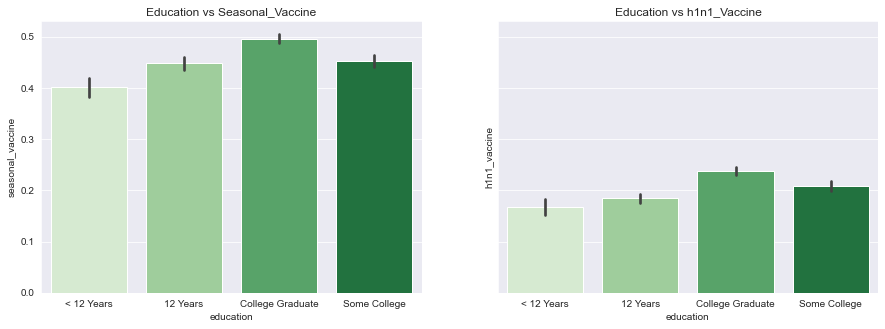 Education vs Seasonal_Vaccine
seasonal_vaccine
0.5
0.4
0.3
0.2
0.1
0.0
< 12 Years 12 Years College Graduate Some College
education
Education vs h1n1_Vaccine
h1n1_vaccine
< 12 Years 12 Years College Graduate Some College
education